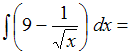 ∫(9 − 1/√x) dx =